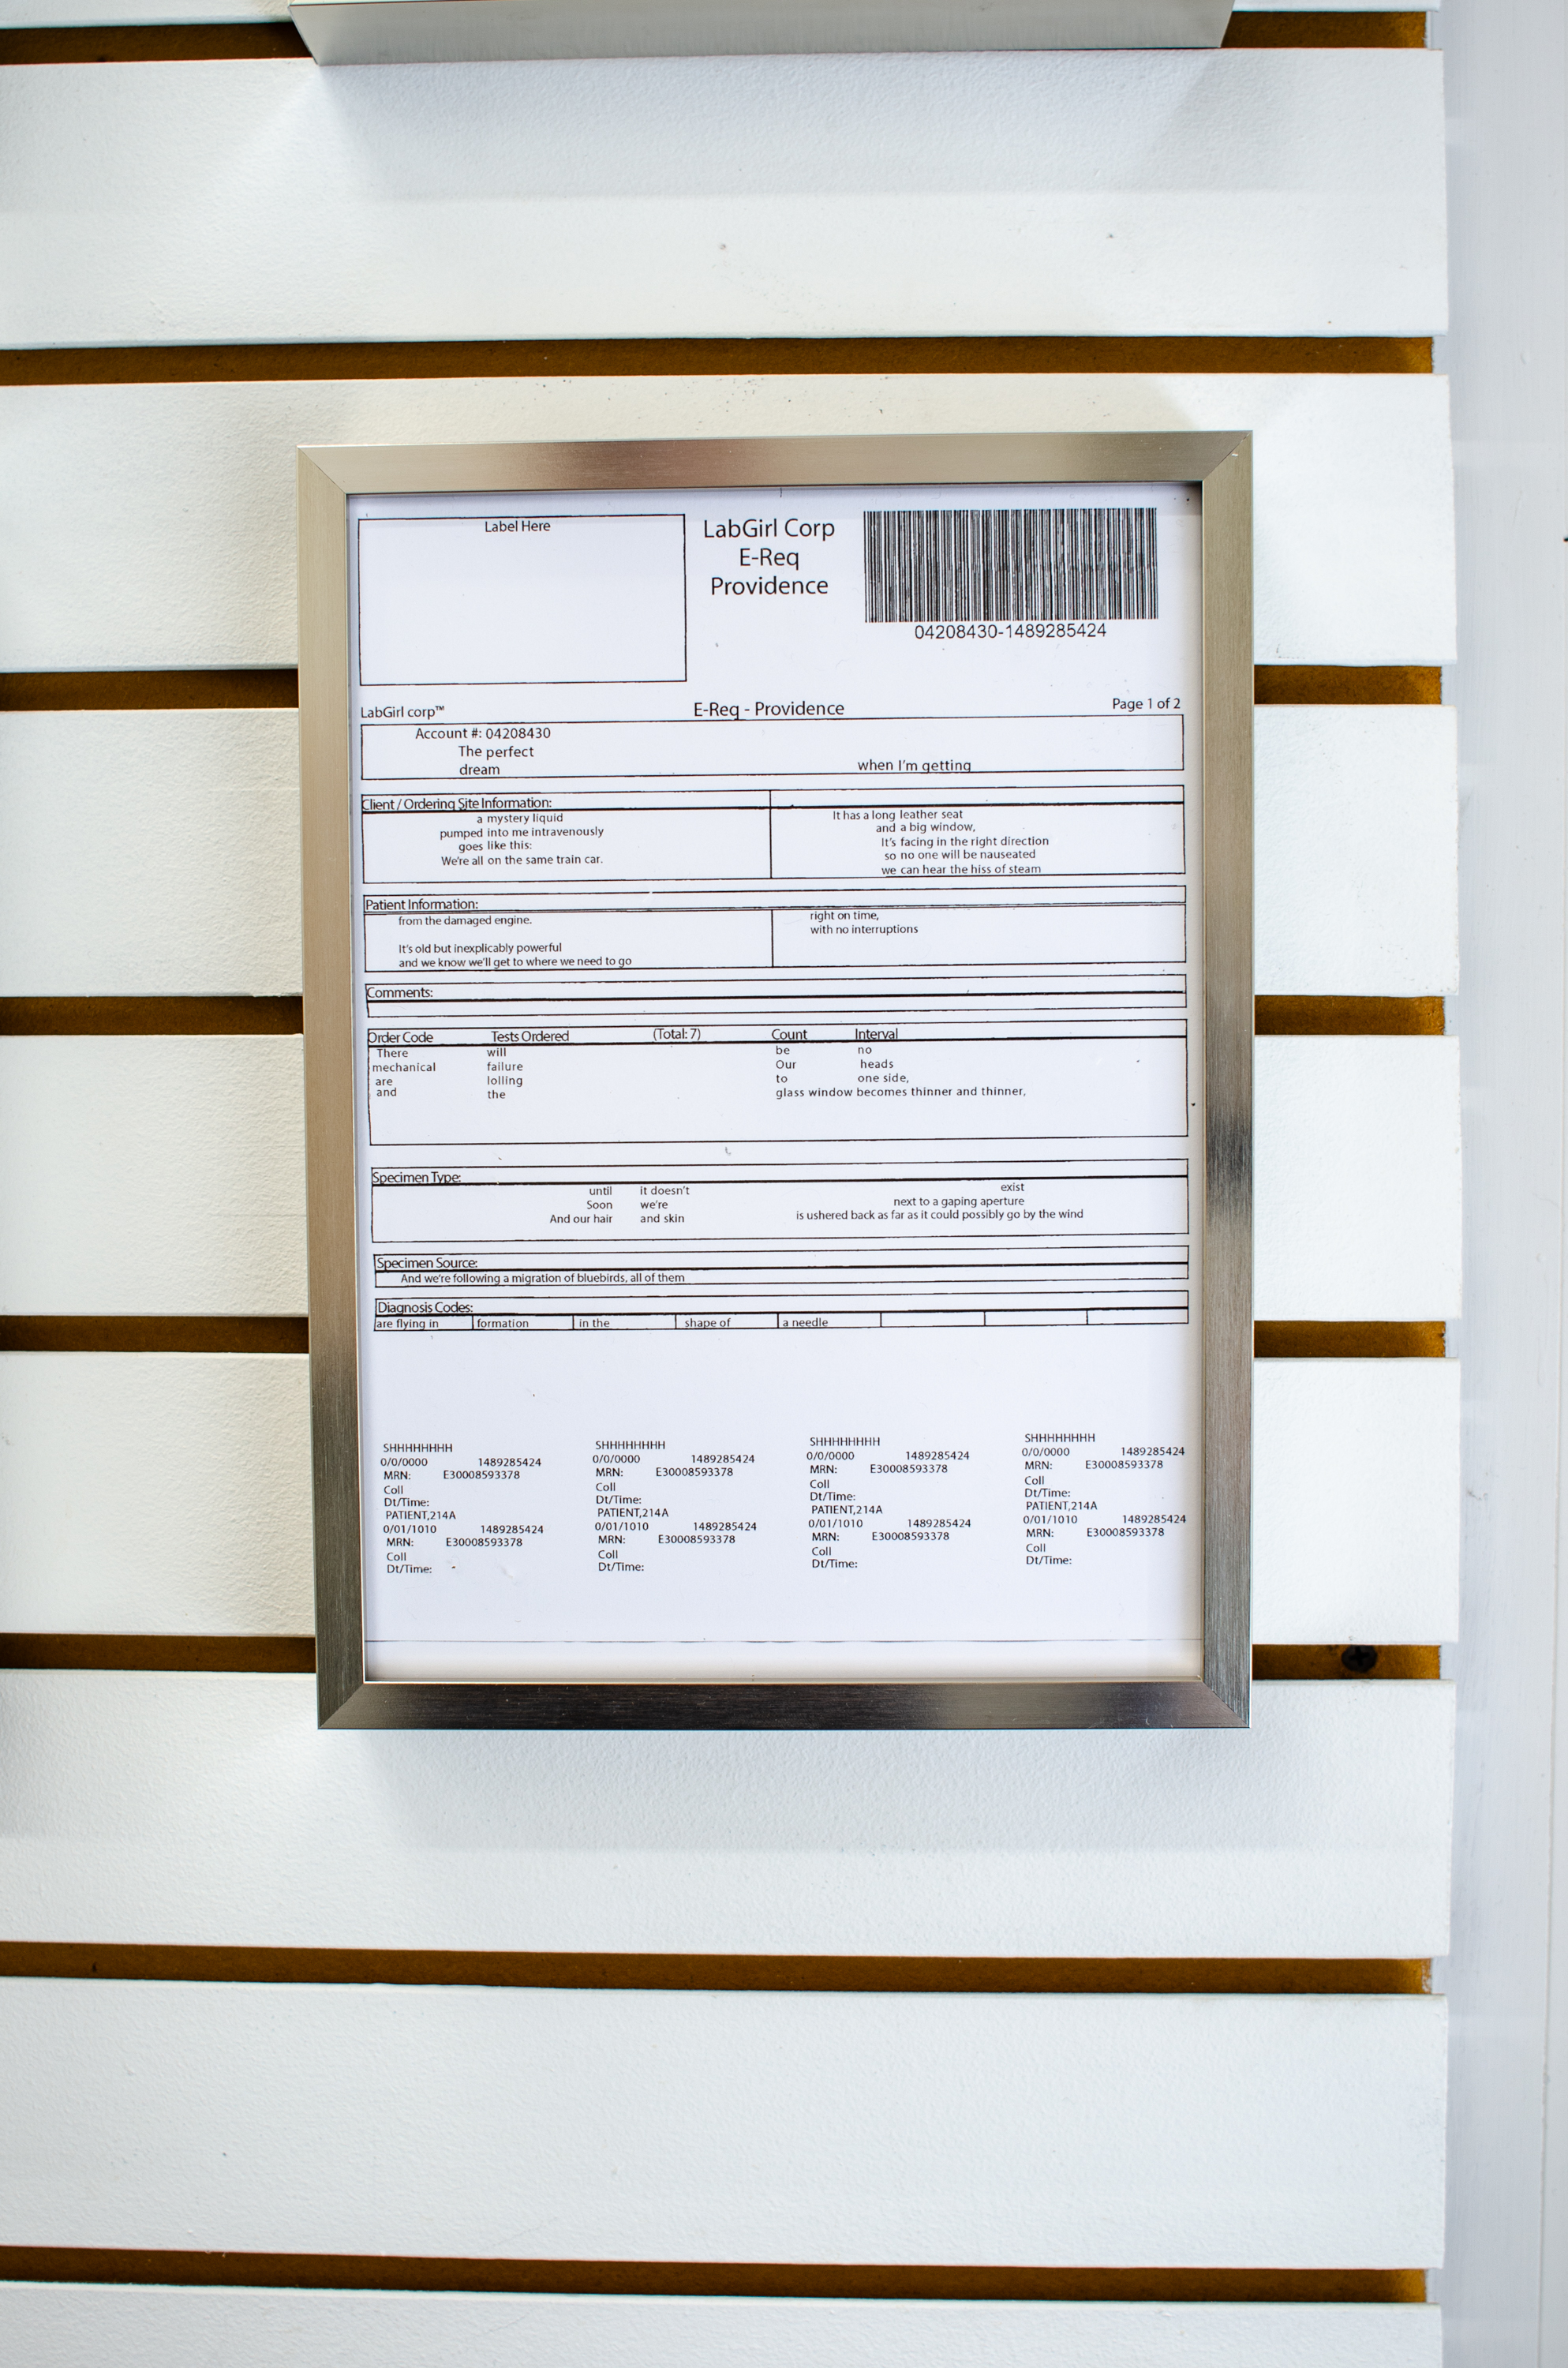 Label Here
LabGirl Corp
E-Req
Providence
04208430-1489285424
LabGirl corp™ E-Req - Providence Page 1 of 2
Account #: 04208430
The perfect
dream when I'm getting
Client / Ordering Site Information:
a mystery liquid
pumped into me intravenously
goes like this:
We're all on the same train car.
It has a long leather seat
and a big window,
It's facing in the right direction
so no one will be nauseated
we can hear the hiss of steam
Patient Information:
from the damaged engine.
It's old but inexplicably powerful
and we know we'll get to where we need to go
right on time,
with no interruptions
Comments:
Order Code Tests Ordered (Total: 7) Count Interval
There will be no
mechanical failure Our heads
are lolling to one side,
and the glass window becomes thinner and thinner,
Specimen Type:
until it doesn't exist
Soon we're next to a gaping aperture
And our hair and skin is ushered back as far as it could possibly go by the wind
Specimen Source:
And we're following a migration of bluebirds, all of them
Diagnosis Codes:
are flying in formation in the shape of a needle
SHHHHHHHH
0/0/0000 1489285424
MRN: E30008593378
Coll
Dt/Time:
PATIENT,214A
0/01/1010 1489285424
MRN: E30008593378
Coll
Dt/Time:
SHHHHHHHH
0/0/0000 1489285424
MRN: E30008593378
Coll
Dt/Time:
PATIENT,214A
0/01/1010 1489285424
MRN: E30008593378
Coll
Dt/Time:
SHHHHHHHH
0/0/0000 1489285424
MRN: E30008593378
Coll
Dt/Time:
PATIENT,214A
0/01/1010 1489285424
MRN: E30008593378
Coll
Dt/Time:
SHHHHHHHH
0/0/0000 1489285424
MRN: E30008593378
Coll
Dt/Time:
PATIENT,214A
0/01/1010 1489285424
MRN: E30008593378
Coll
Dt/Time: